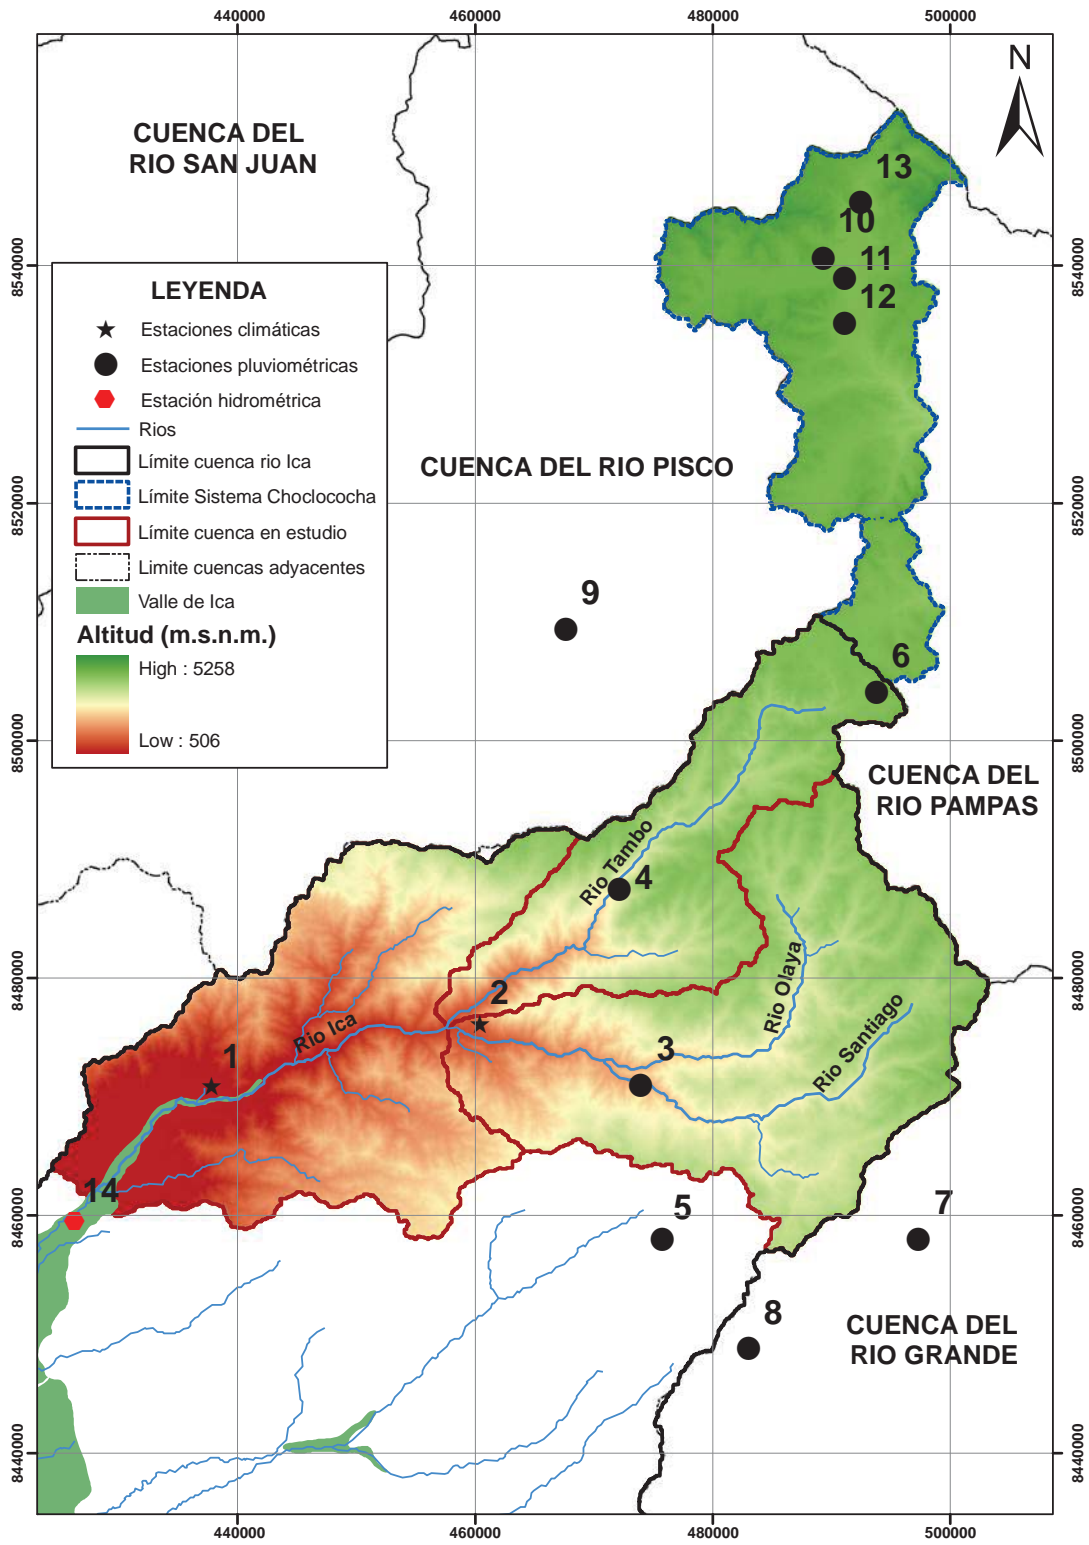 440000
460000
480000
500000
N
CUENCA DEL
RIO SAN JUAN
13
10
11
12
8540000
8540000
LEYENDA
Estaciones climáticas
Estaciones pluviométricas
Estación hidrométrica
Rios
Límite cuenca rio Ica
Límite Sistema Choclococha
Límite cuenca en estudio
Limite cuencas adyacentes
Valle de Ica
Altitud (m.s.n.m.)
High : 5258
Low : 506
CUENCA DEL RIO PISCO
8520000
8520000
9
6
8500000
8500000
CUENCA DEL
RIO PAMPAS
Rio Tambo
4
8480000
8480000
2
Rio Olaya
Rio Santiago
Rio Ica
3
1
14
8460000
8460000
5
7
8
CUENCA DEL
RIO GRANDE
8440000
8440000
440000
460000
480000
500000